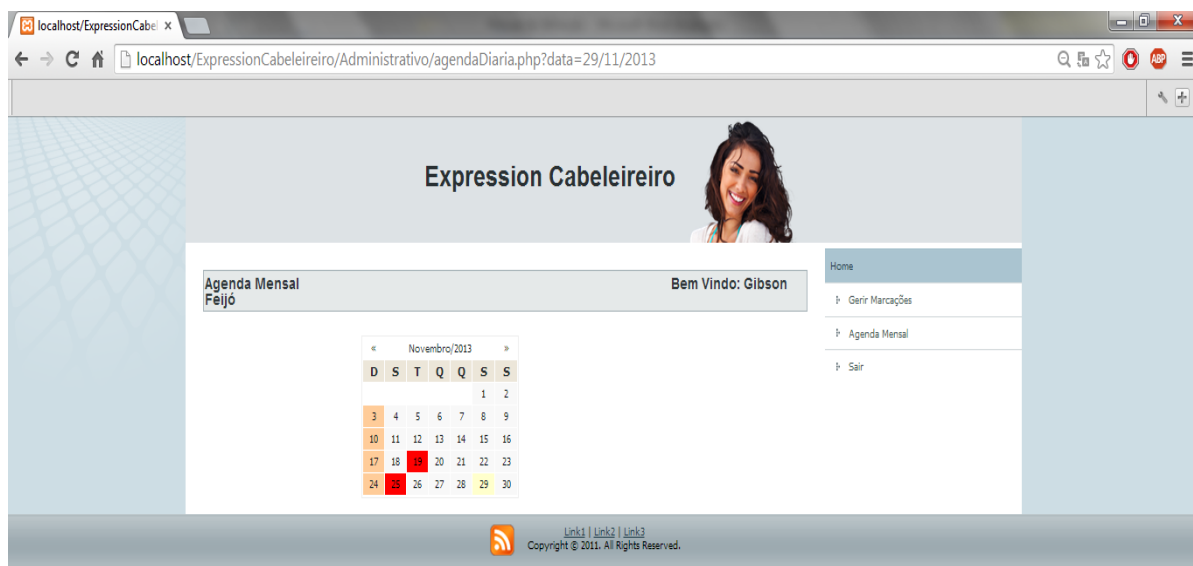 localhost/ExpressionCabel x
localhost/ExpressionCabeleireiro/Administrativo/agendaDiaria.php?data=29/11/2013
ABP
Expression Cabeleireiro
Agenda Mensal Bem Vindo: Gibson
Feijó
Home
Gerir Marcações
Agenda Mensal
Sair
« Novembro/2013 »
D S T Q Q S S
1 2
3 4 5 6 7 8 9
10 11 12 13 14 15 16
17 18 19 20 21 22 23
24 25 26 27 28 29 30
Link1 | Link2 | Link3
Copyright © 2011. All Rights Reserved.